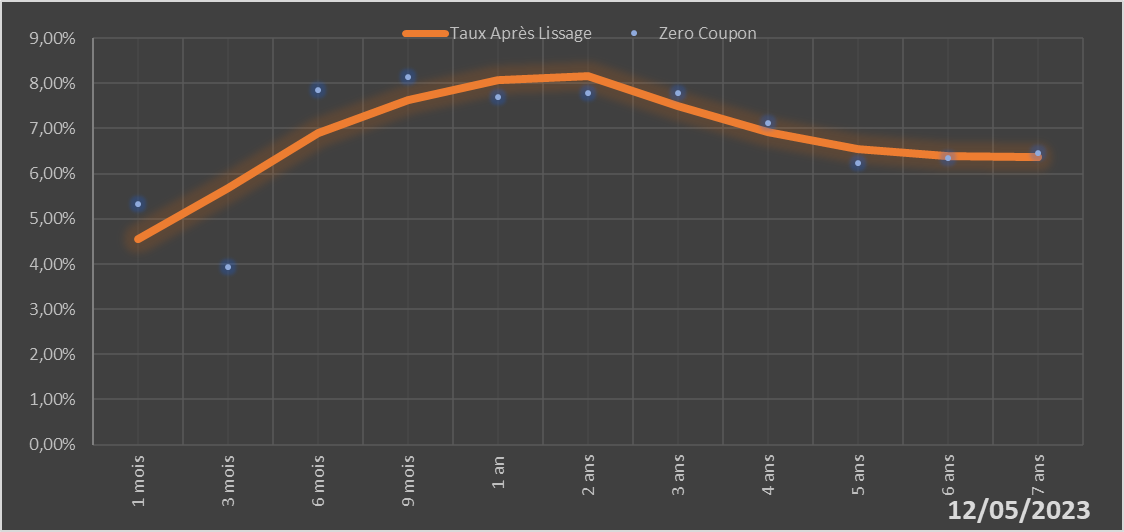 Taux Après Lissage
Zero Coupon
9,00%
8,00%
7,00%
6,00%
5,00%
4,00%
3,00%
2,00%
1,00%
0,00%
1 mois
3 mois
6 mois
9 mois
1 an
2 ans
3 ans
4 ans
5 ans
6 ans
7 ans
12/05/2023